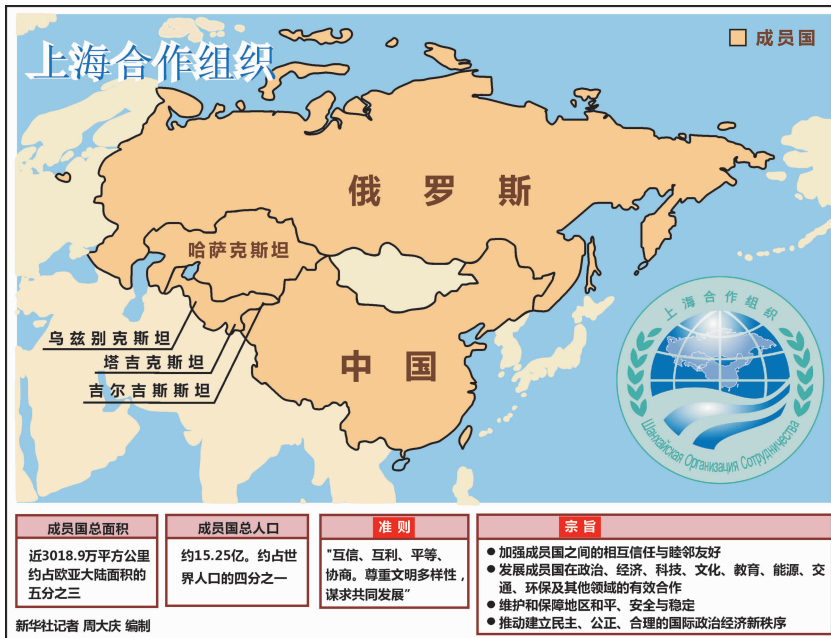 上海合作组织
成员国
俄罗斯
哈萨克斯坦
乌兹别克斯坦
塔吉克斯坦
吉尔吉斯斯坦
中国
上海合作组织
Шанхайская Организация Сотрудничества
成员国总面积
近3018.9万平方公里
约占欧亚大陆面积的
五分之三
成员国总人口
约15.25亿。约占世
界人口的四分之一
准则
"互信、互利、平等、
协商。尊重文明多样性，
谋求共同发展”
宗旨
●加强成员国之间的相互信任与睦邻友好
●发展成员国在政治、经济、科技、文化、教育、能源、交
通、环保及其他领域的有效合作
●维护和保障地区和平、安全与稳定
●推动建立民主、公正、合理的国际政治经济新秩序
新华社记者 周大庆 编制